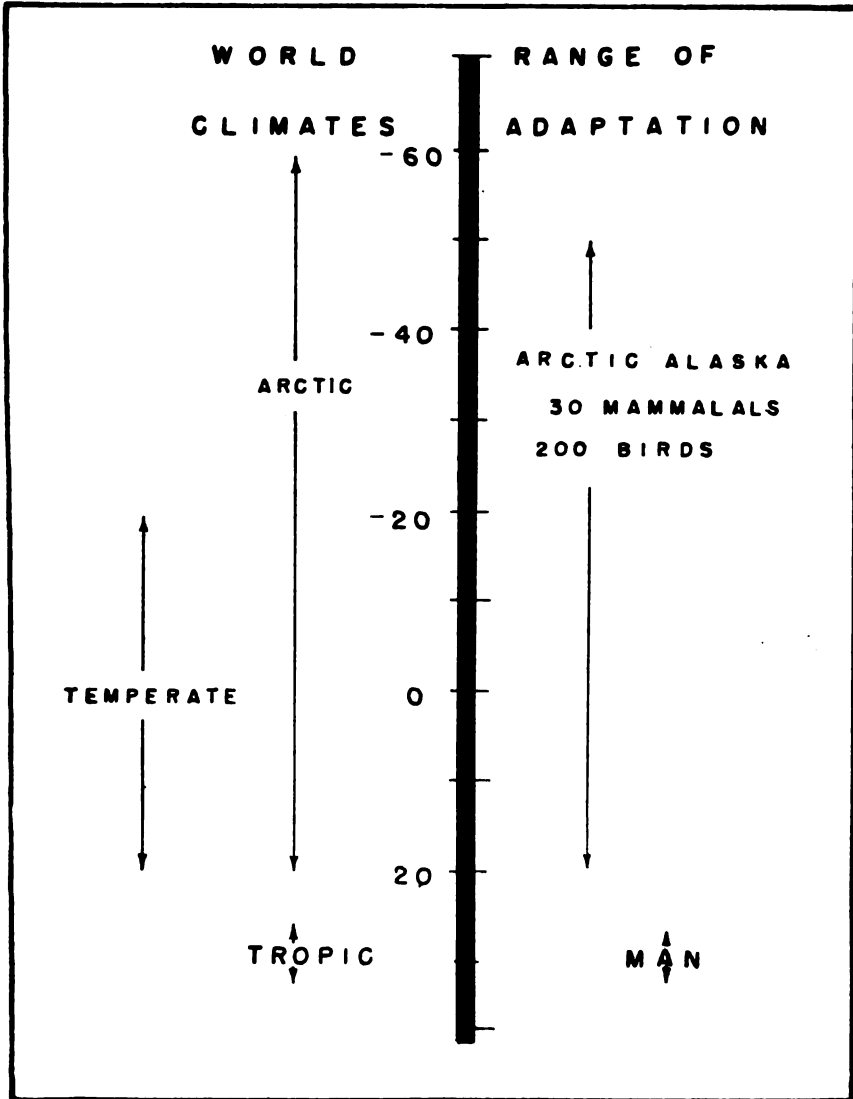 WORLD CLIMATES
RANGE OF ADAPTATION
-60
-40
-20
0
20
ARCTIC
TEMPERATE
TROPIC
ARCTIC ALASKA
30 MAMMALALS
200 BIRDS
MAN